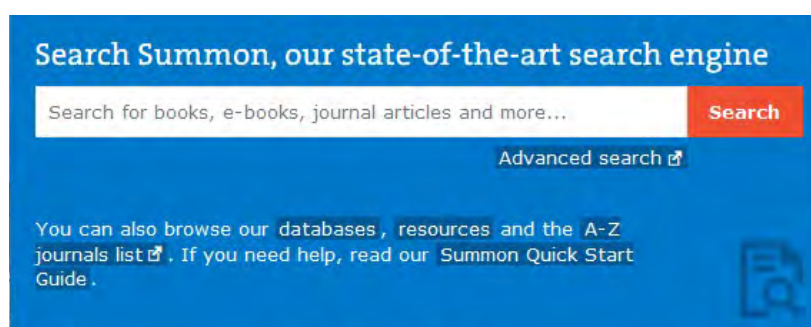 Search Summon, our state-of-the-art search engine
Search for books, e-books, journal articles and more...
Search
Advanced search
You can also browse our databases, resources and the A-Z
journals list. If you need help, read our Summon Quick Start
Guide.